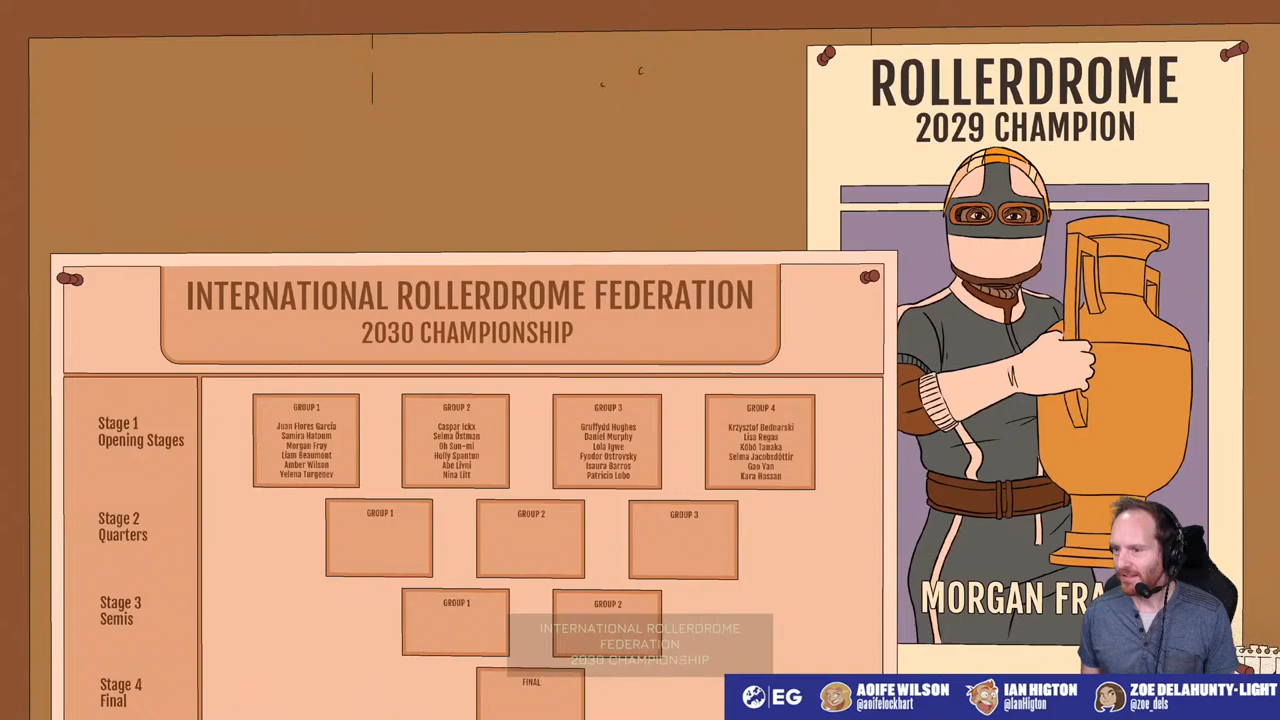 ROLLERDROME
2029 CHAMPION
INTERNATIONAL ROLLERDROME FEDERATION
2030 CHAMPIONSHIP
Stage 1
Opening Stages
GROUP 1
Juan Flores García
Samira Hatoum
Morgan Fray
Liam Beaumont
Amber Wilson
Yelena Turgenev
GROUP 2
Caspar Ickx
Selma Östman
Oh Sun-mi
Holly Spanton
Abe Livni
Nina Litt
GROUP 3
Gruffydd Hughes
Daniel Murphy
Lola Igwe
Fyodor Ostrovsky
Isaura Barros
Patricio Lobo
GROUP 4
Krzysztof Bednarski
Lisa Regas
Kōbō Tanaka
Selma Jacobsdóttir
Gao Yan
Kara Hassan
Stage 2
Quarters
GROUP 1
GROUP 2
GROUP 3
Stage 3
Semis
GROUP 1
GROUP 2
Stage 4
Final
FINAL
MORGAN FRA
INTERNATIONAL ROLLERDROME
FEDERATION
2030 CHAMPIONSHIP
EG
AOIFE WILSON
@aoifelockhart
IAN HIGTON
@IanHigton
ZOE DELAHUNTY-LIGHT
@zoe_dels